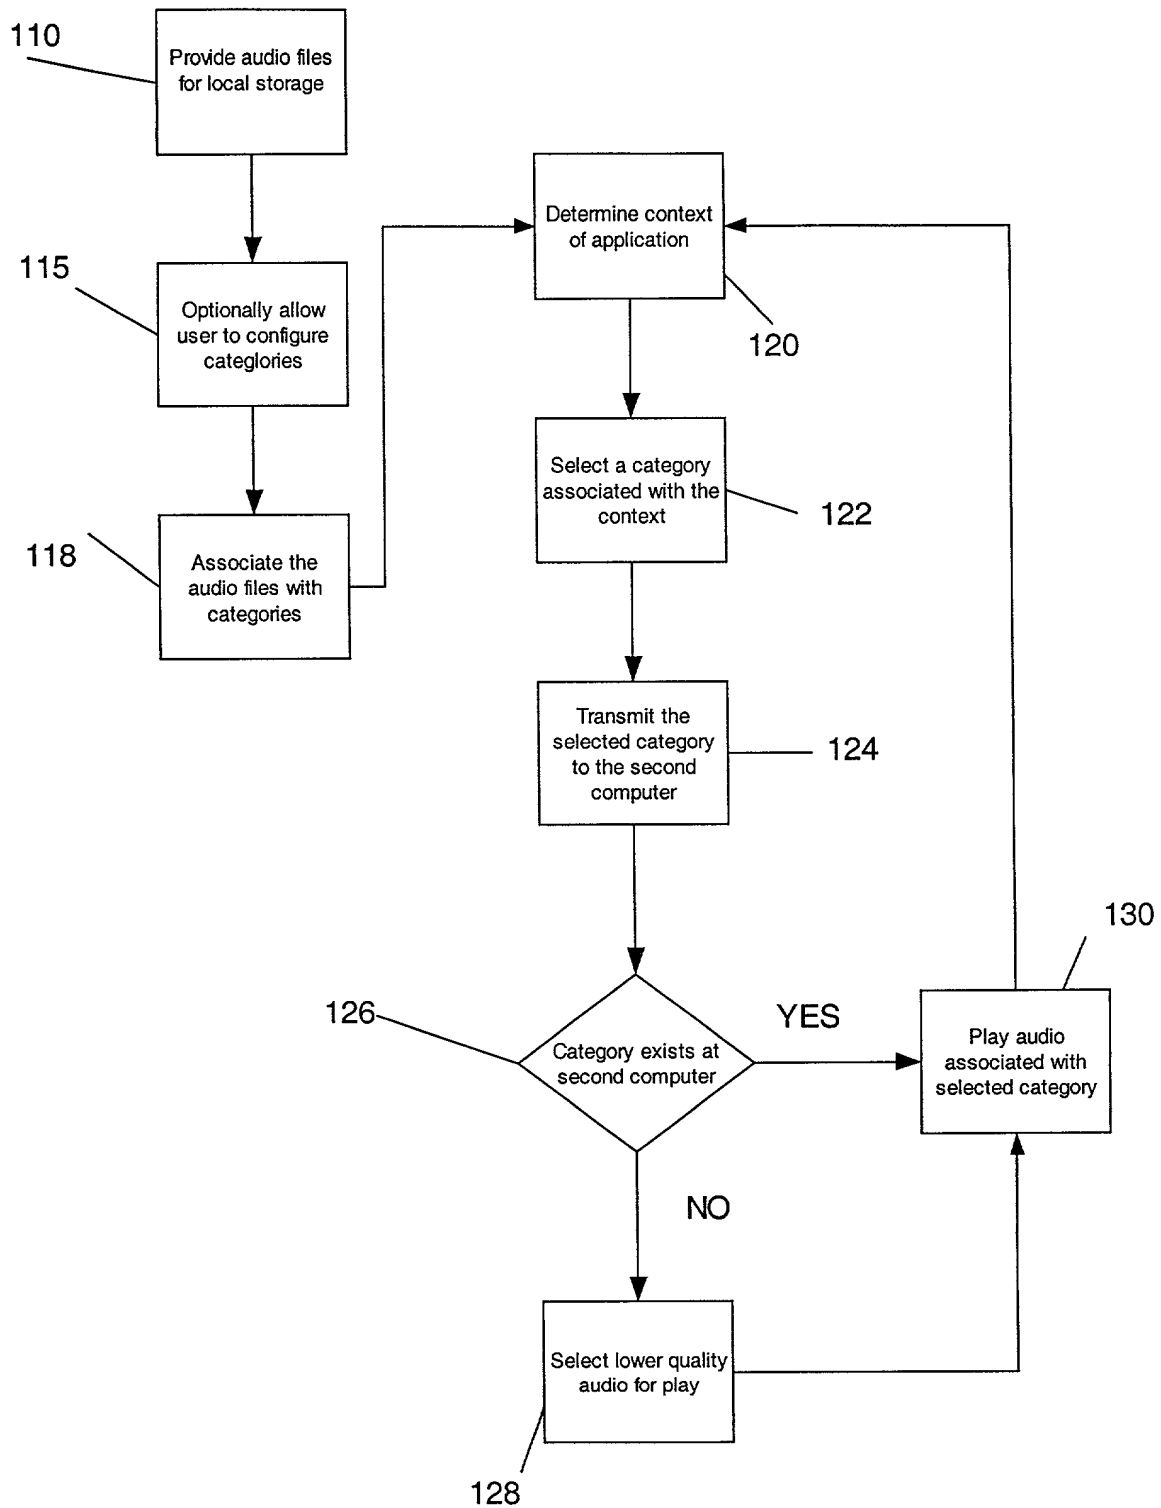 110
Provide audio files
for local storage
115
Optionally allow
user to configure
categlories
118
Associate the
audio files with
categories
Determine context
of application
120
Select a category
associated with the
context
122
Transmit the
selected category
to the second
computer
124
126
Category exists at
second computer
YES
130
Play audio
associated with
selected category
NO
Select lower quality
audio for play
128